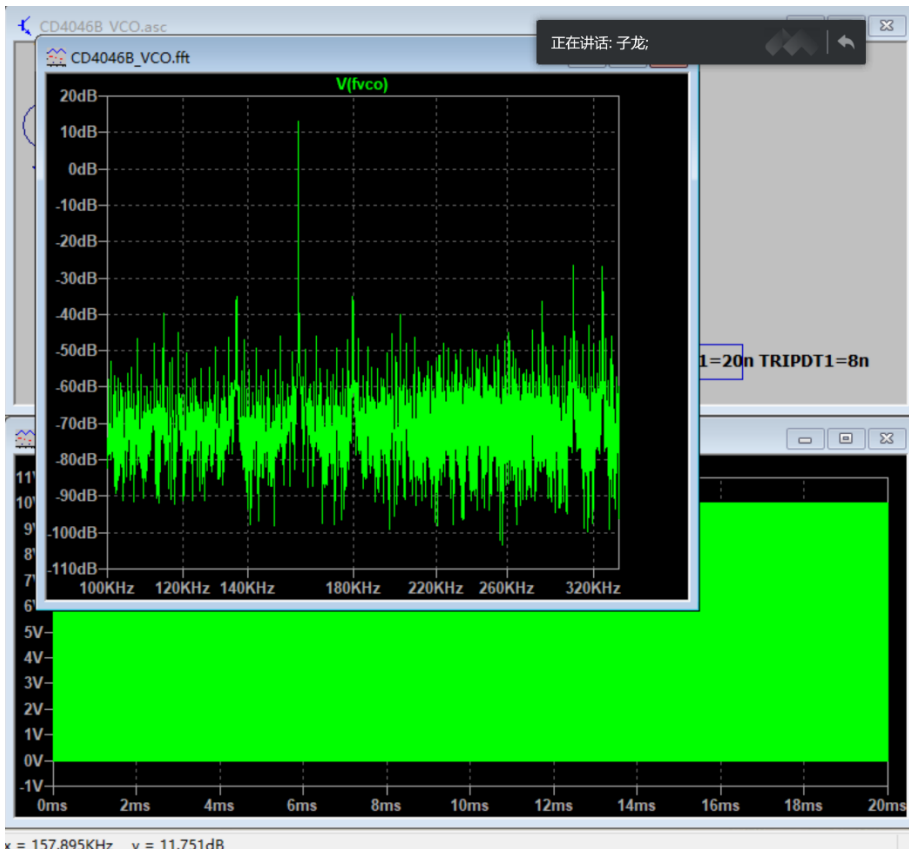 CD4046B_VCO.asc
正在讲话: 子龙;
CD4046B_VCO.fft
V(fvco)
20dB
10dB
0dB
-10dB
-20dB
-30dB
-40dB
-50dB
-60dB
-70dB
-80dB
-90dB
-100dB
-110dB
100KHz 120KHz 140KHz 180KHz 220KHz 260KHz 320KHz
1=20n TRIPDT1=8n
11V
10V
9V
8V
7V
6V
5V
4V
3V
2V
1V
0V
-1V
0ms 2ms 4ms 6ms 8ms 10ms 12ms 14ms 16ms 18ms 20ms
x = 157.895KHz y = 11.751dB